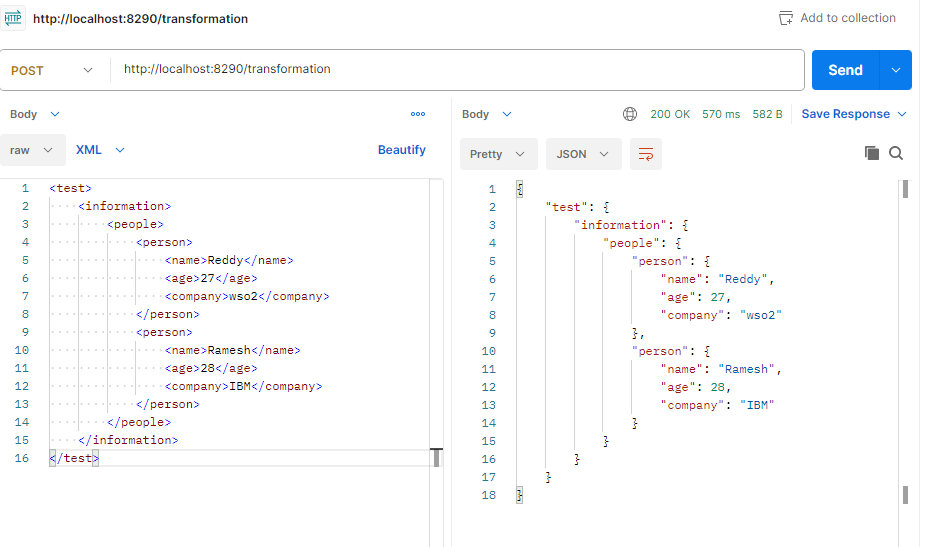 HTTP http://localhost:8290/transformation Add to collection
POST http://localhost:8290/transformation Send
Body Body 200 OK 570 ms 582 B Save Response
raw XML Beautify Pretty JSON
1 <test>
2 <information>
3 <people>
4 <person>
5 <name>Reddy</name>
6 <age>27</age>
7 <company>wso2</company>
8 </person>
9 <person>
10 <name>Ramesh</name>
11 <age>28</age>
12 <company>IBM</company>
13 </person>
14 </people>
15 </information>
16 </test>
1 {
2 "test": {
3 "information": {
4 "people": {
5 "person": {
6 "name": "Reddy",
7 "age": 27,
8 "company": "wso2"
9 },
10 "person": {
11 "name": "Ramesh",
12 "age": 28,
13 "company": "IBM"
14 }
15 }
16 }
17 }
18 }